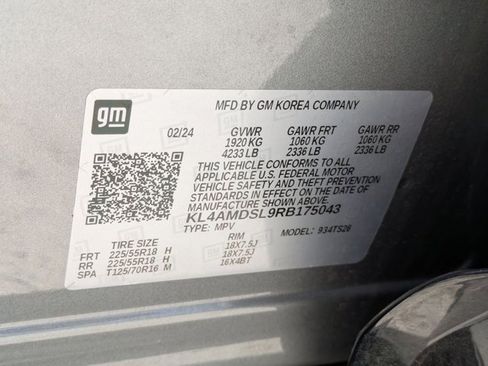 gm
MFD BY GM KOREA COMPANY
02/24 GVWR GAWR FRT GAWR RR
1920 KG 1060 KG 1060 KG
4233 LB 2336 LB 2336 LB
THIS VEHICLE CONFORMS TO ALL
APPLICABLE U.S. FEDERAL MOTOR
VEHICLE SAFETY AND THEFT PREVENTION
STANDARDS IN EFFECT ON THE DATE OF
MANUFACTURE SHOWN ABOVE.
KL4AMDSL9RB175043
TYPE: MPV MODEL: 934TS26
TIRE SIZE RIM
FRT 225/55R18 H 18X7.5J
RR 225/55R18 H 18X7.5J
SPA T125/70R16 M 16X4BT